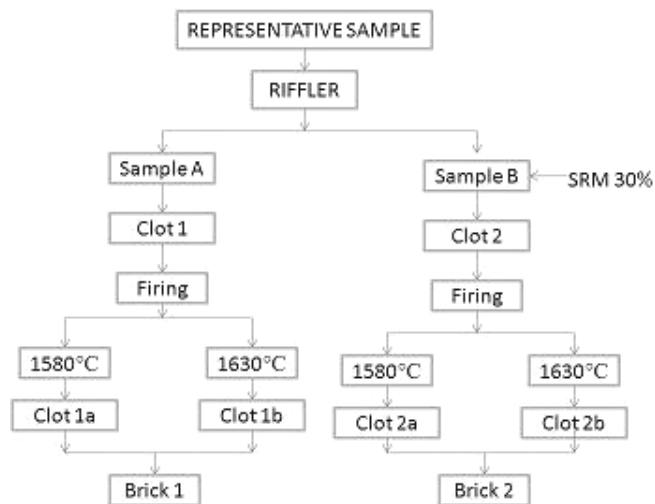 REPRESENTATIVE SAMPLE
RIFFLER
Sample A
Sample B
SRM 30%
Clot 1
Clot 2
Firing
Firing
1580°C
1630°C
1580°C
1630°C
Clot 1a
Clot 1b
Clot 2a
Clot 2b
Brick 1
Brick 2